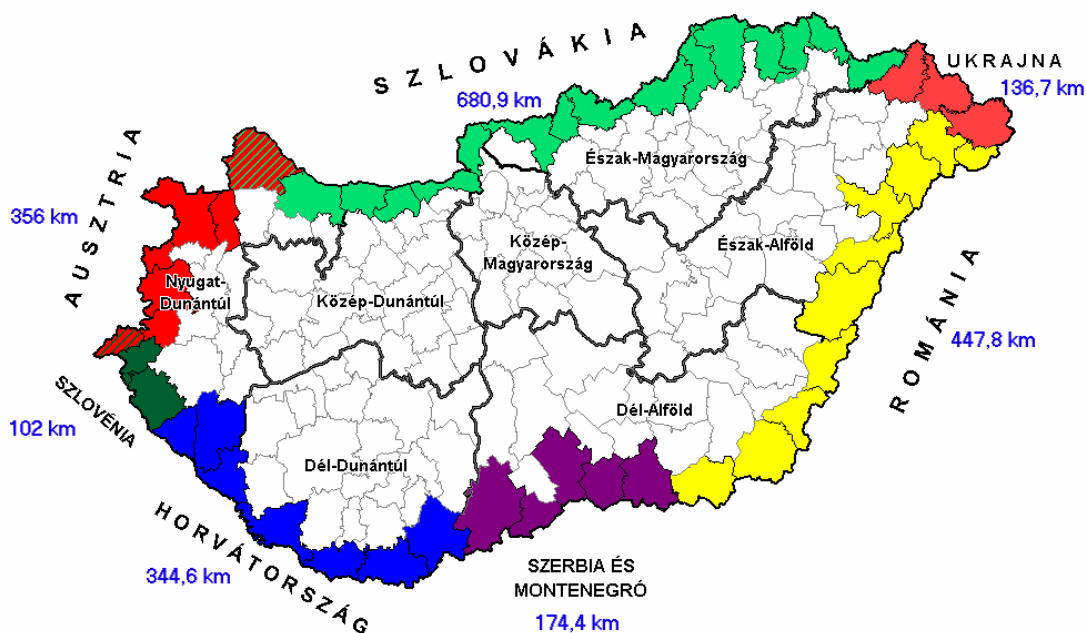 SZLOVÁKIA
680,9 km
UKRAJNA
136,7 km
AUSZTRIA
356 km
Észak-Magyarország
Közép-
Magyarország
Észak-Alföld
Nyugat-
Dunántúl
Közép-Dunántúl
ROMÁNIA
447,8 km
SZLOVÉNIA
102 km
Dél-Alföld
Dél-Dunántúl
HORVÁTORSZÁG
344,6 km
SZERBIA ÉS
MONTENEGRÓ
174,4 km